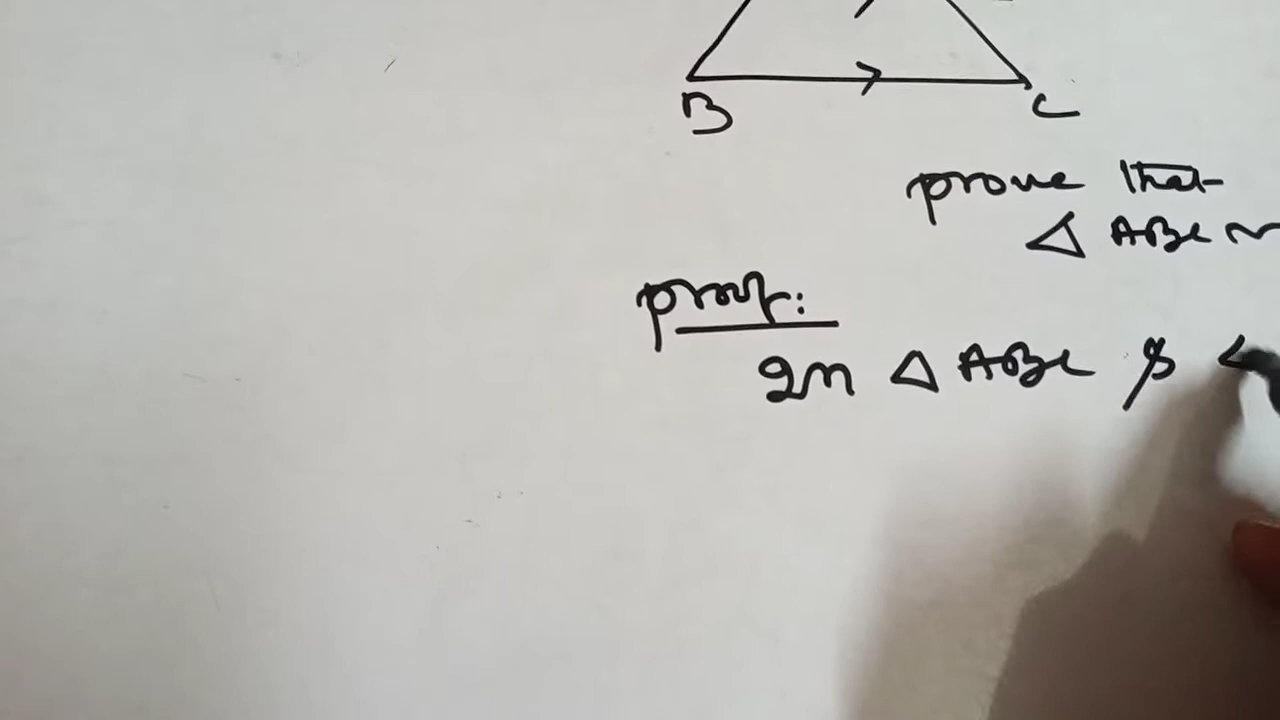 B C
prove that
△ ABC ~
proof:
In △ ABC &